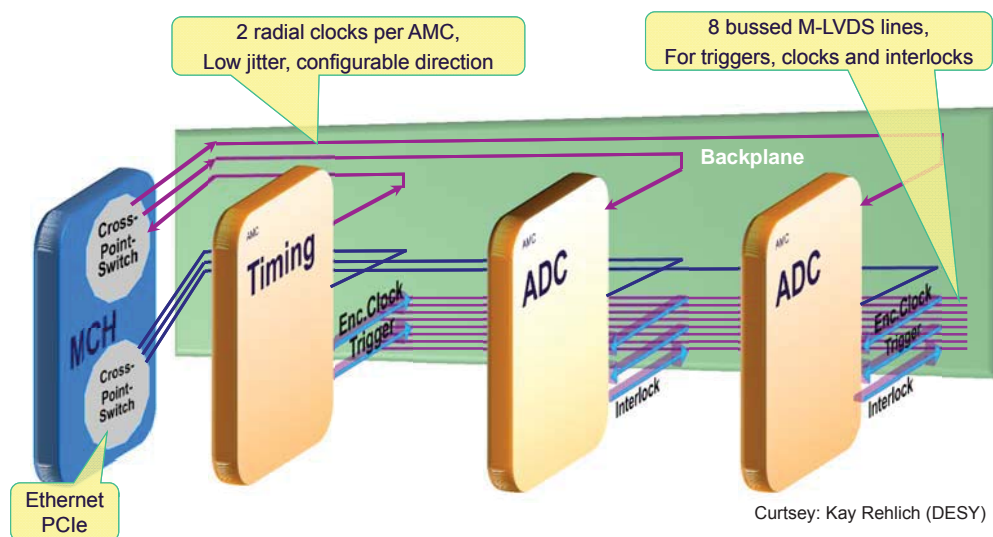 2 radial clocks per AMC,
Low jitter, configurable direction
8 bussed M-LVDS lines,
For triggers, clocks and interlocks
Backplane
Cross-
Point-
Switch
MCH
Cross-
Point-
Switch
AMC
Timing
Enc.Clock
Trigger
AMC
ADC
Interlock
AMC
ADC
Enc.Clock
Trigger
Interlock
Ethernet
PCIe
Curtsey: Kay Rehlich (DESY)